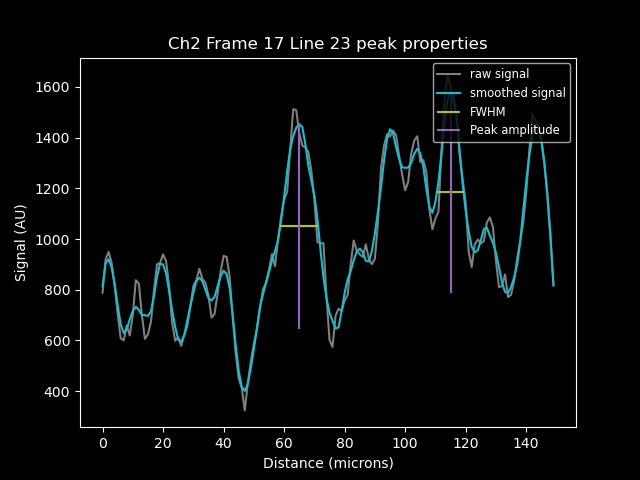 Ch2 Frame 17 Line 23 peak properties
raw signal
smoothed signal
FWHM
Peak amplitude
Signal (AU)
1600
1400
1200
1000
800
600
400
0 20 40 60 80 100 120 140
Distance (microns)